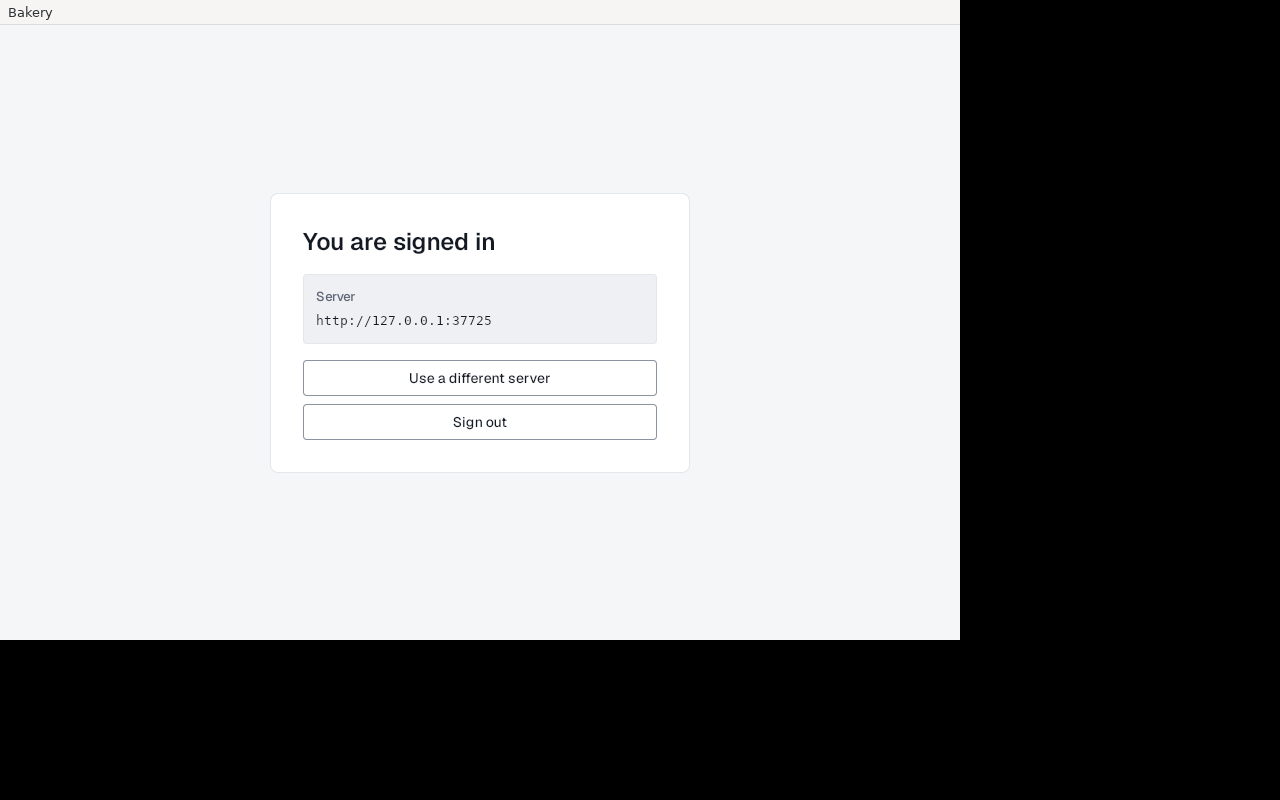 Bakery
You are signed in
Server
http://127.0.0.1:37725
Use a different server
Sign out